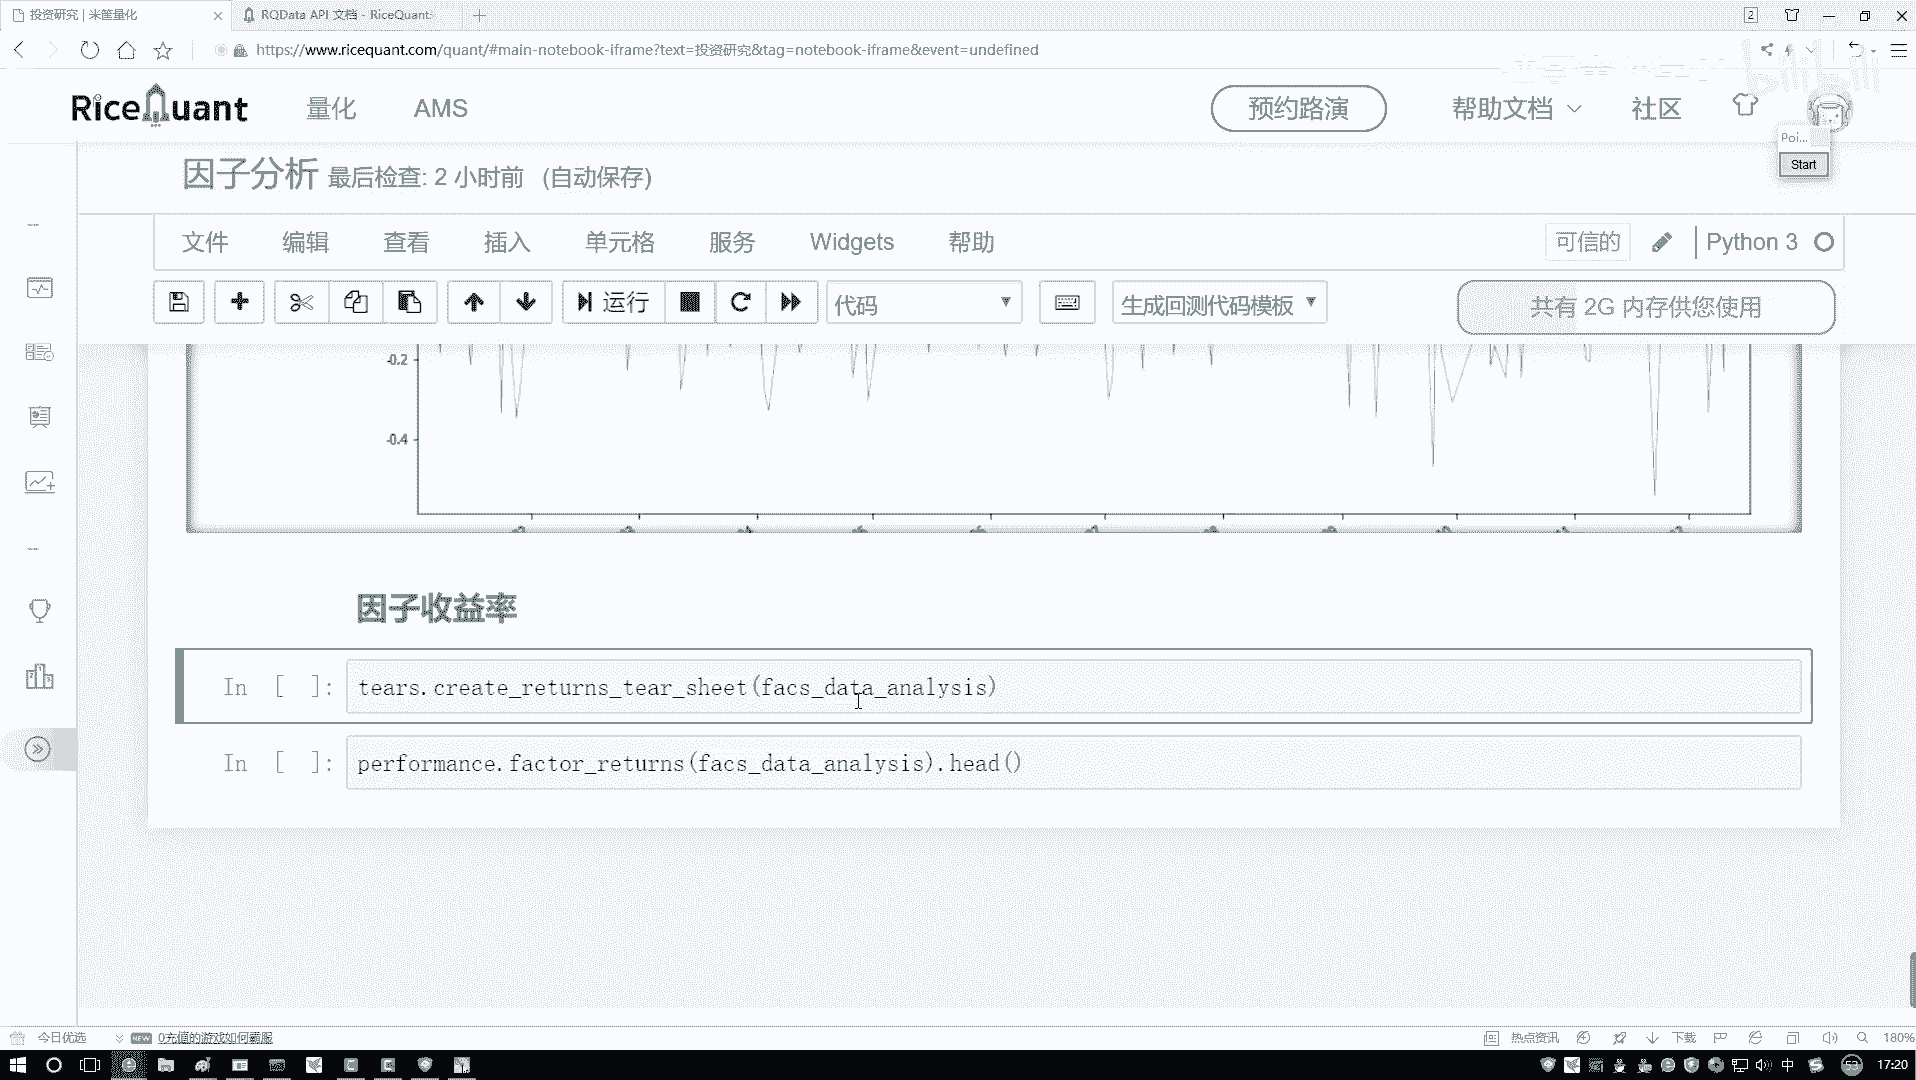 投资研究 | 米筐量化
RQData API 文档 - RiceQuant
2
https://www.ricequant.com/quant/#main-notebook-iframe?text=投资研究&tag=notebook-iframe&event=undefined
bilibili
RiceQuant
量化
AMS
预约路演
帮助文档
社区
Poi...
Start
因子分析 最后检查: 2 小时前 (自动保存)
文件
编辑
查看
插入
单元格
服务
Widgets
帮助
可信的
Python 3
运行
代码
生成回测代码模板
共有 2G 内存供您使用
-0.2
-0.4
因子收益率
In [ ]: tears.create_returns_tear_sheet(facs_data_analysis)
In [ ]: performance.factor_returns(facs_data_analysis).head()
今日优选
NEW
0充值的游戏如何霸服
热点资讯
下载
180%
中
53
17:20